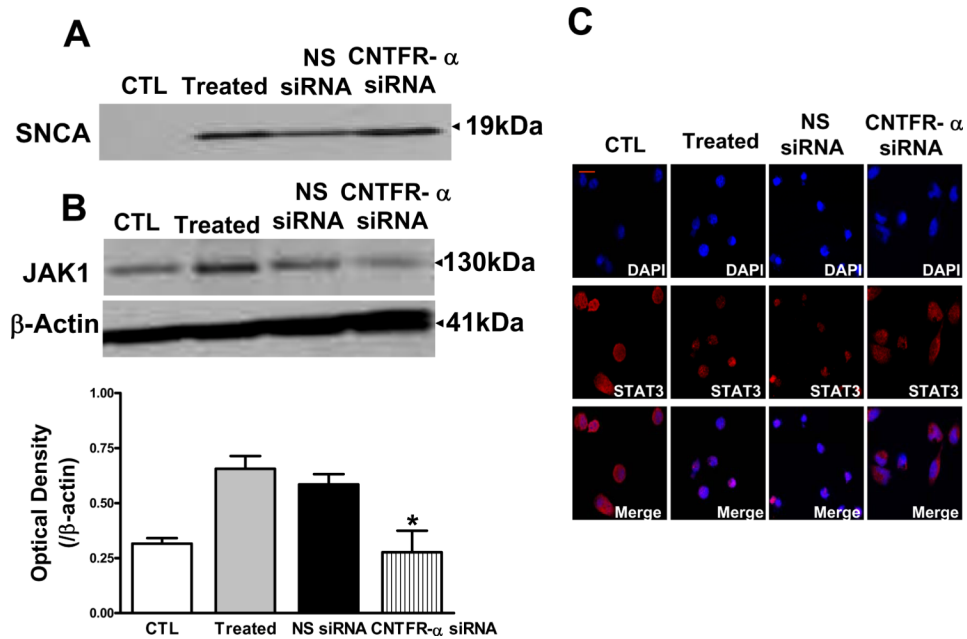 A
CTL Treated NS siRNA CNTFR- α siRNA
SNCA
19kDa
B
CTL Treated NS siRNA CNTFR- α siRNA
JAK1
130kDa
β-Actin
41kDa
Optical Density
(/β-actin)
1.00
0.75
0.50
0.25
0.00
*
CTL Treated NS siRNA CNTFR-α siRNA
C
CTL Treated NS siRNA CNTFR- α siRNA
DAPI DAPI DAPI DAPI
STAT3 STAT3 STAT3 STAT3
Merge Merge Merge Merge